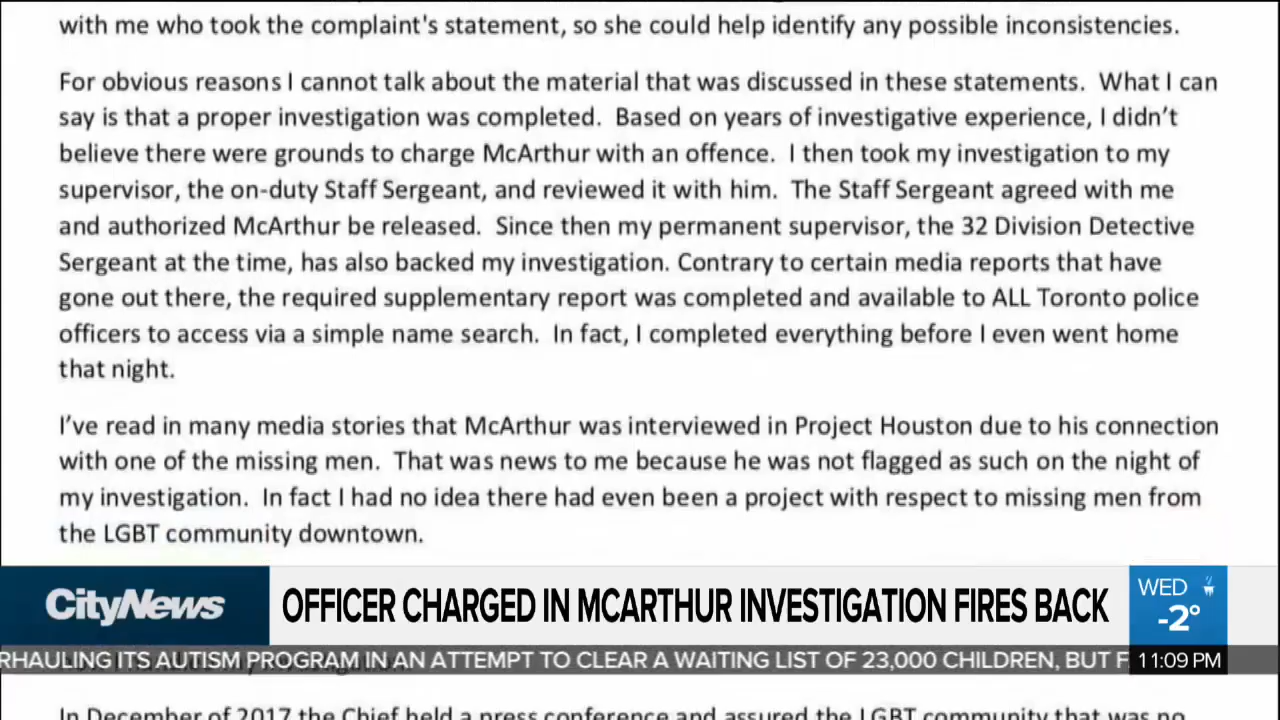 with me who took the complaint's statement, so she could help identify any possible inconsistencies.
For obvious reasons I cannot talk about the material that was discussed in these statements. What I can
say is that a proper investigation was completed. Based on years of investigative experience, I didn't
believe there were grounds to charge McArthur with an offence. I then took my investigation to my
supervisor, the on-duty Staff Sergeant, and reviewed it with him. The Staff Sergeant agreed with me
and authorized McArthur be released. Since then my permanent supervisor, the 32 Division Detective
Sergeant at the time, has also backed my investigation. Contrary to certain media reports that have
gone out there, the required supplementary report was completed and available to ALL Toronto police
officers to access via a simple name search. In fact, I completed everything before I even went home
that night.
I've read in many media stories that McArthur was interviewed in Project Houston due to his connection
with one of the missing men. That was news to me because he was not flagged as such on the night of
my investigation. In fact I had no idea there had even been a project with respect to missing men from
the LGBT community downtown.
CityNews
OFFICER CHARGED IN MCARTHUR INVESTIGATION FIRES BACK
WED
-2°
RHAULING ITS AUTISM PROGRAM IN AN ATTEMPT TO CLEAR A WAITING LIST OF 23,000 CHILDREN, BUT F
11:09 PM
In December of 2017 the Chief held a press conference and assured the LGBT community that was no